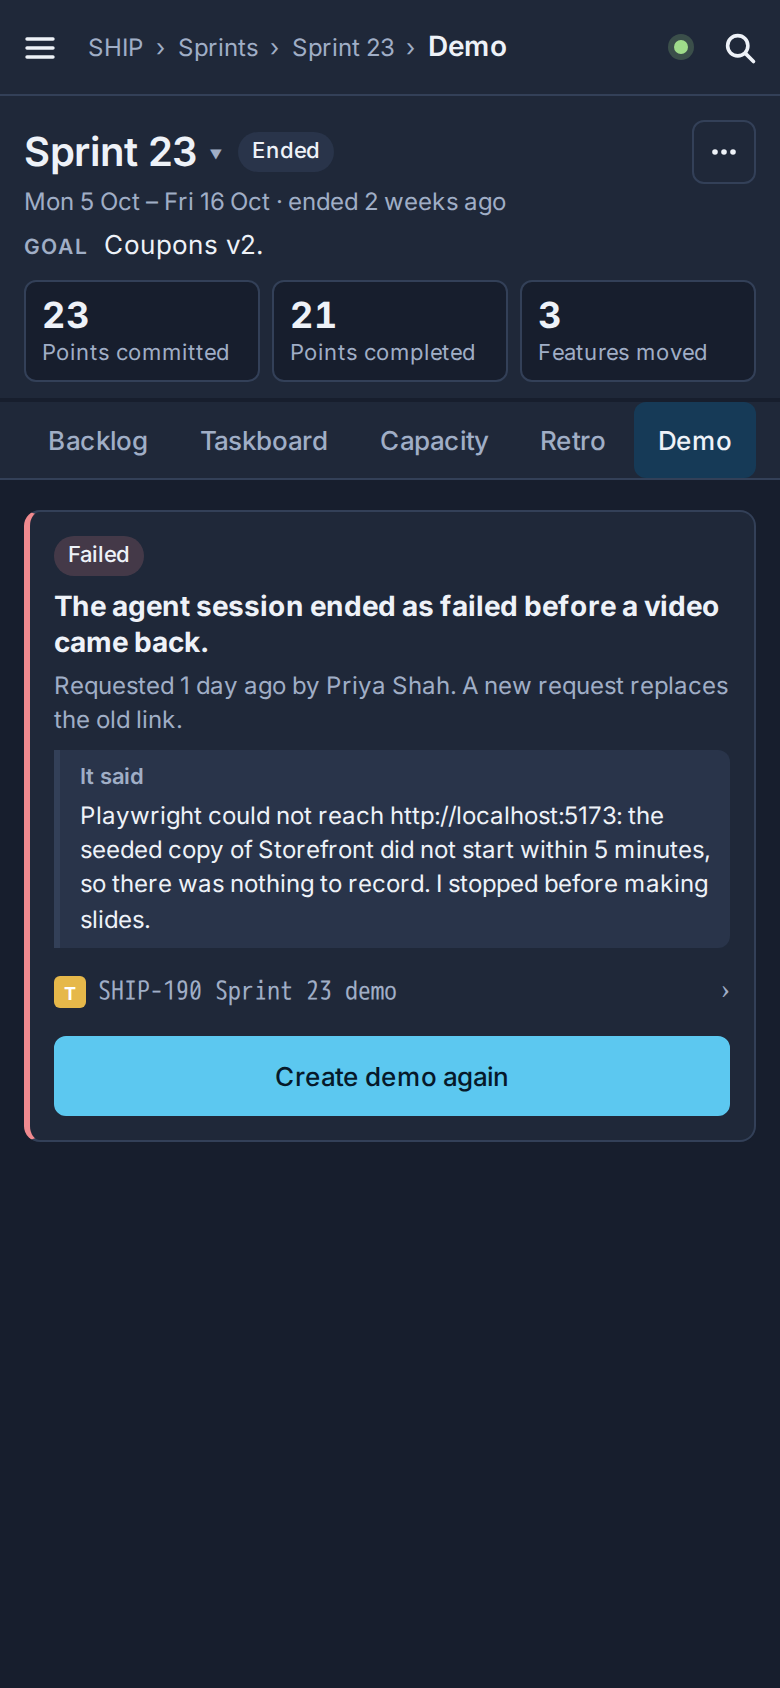 SHIP › Sprints › Sprint 23 › Demo
Sprint 23 ▾ Ended
Mon 5 Oct – Fri 16 Oct · ended 2 weeks ago
GOAL Coupons v2.
23 21 3
Points committed Points completed Features moved
Backlog Taskboard Capacity Retro Demo
Failed
The agent session ended as failed before a video
came back.
Requested 1 day ago by Priya Shah. A new request replaces
the old link.
It said
Playwright could not reach http://localhost:5173: the
seeded copy of Storefront did not start within 5 minutes,
so there was nothing to record. I stopped before making
slides.
T SHIP-190 Sprint 23 demo ›
Create demo again